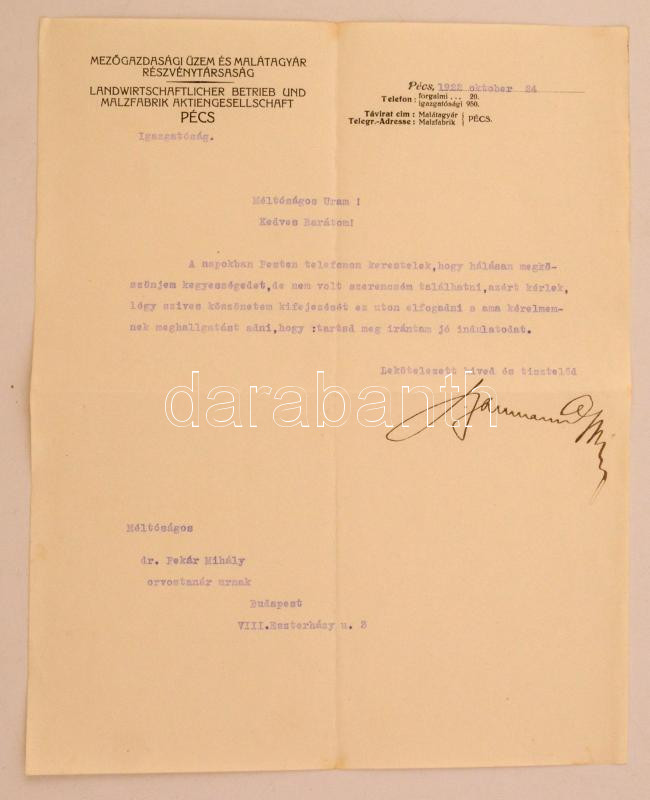 MEZŐGAZDASÁGI ÜZEM ÉS MALÁTAGYÁR
RÉSZVÉNYTÁRSASÁG
LANDWIRTSCHAFTLICHER BETRIEB UND
MALZFABRIK AKTIENGESELLSCHAFT
PÉCS
Igazgatóság.
Pécs, 1922 október 24
Telefon: forgalmi ... 20.
igazgatósági 950.
Távirat cim : Malátagyár
Telegr.-Adresse : Malzfabrik } PÉCS.
Méltóságos Uram !
Kedves Barátom!
A napokban Pesten telefonon kerestelek,hogy hálásan megkö-
szönjem kegyességedet,de nem volt szerencsém találhatni,azért kérlek,
légy szives köszönetem kifejezését ez uton elfogadni s ama kérelmem-
nek meghallgatást adni,hogy :tartsd meg irántam jó indulatodat.
Lekötelezett hived és tisztelőd
darabanth
Méltóságos
dr. Pekár Mihály
orvostanár urnak
Budapest
VIII.Eszterházy u. 3